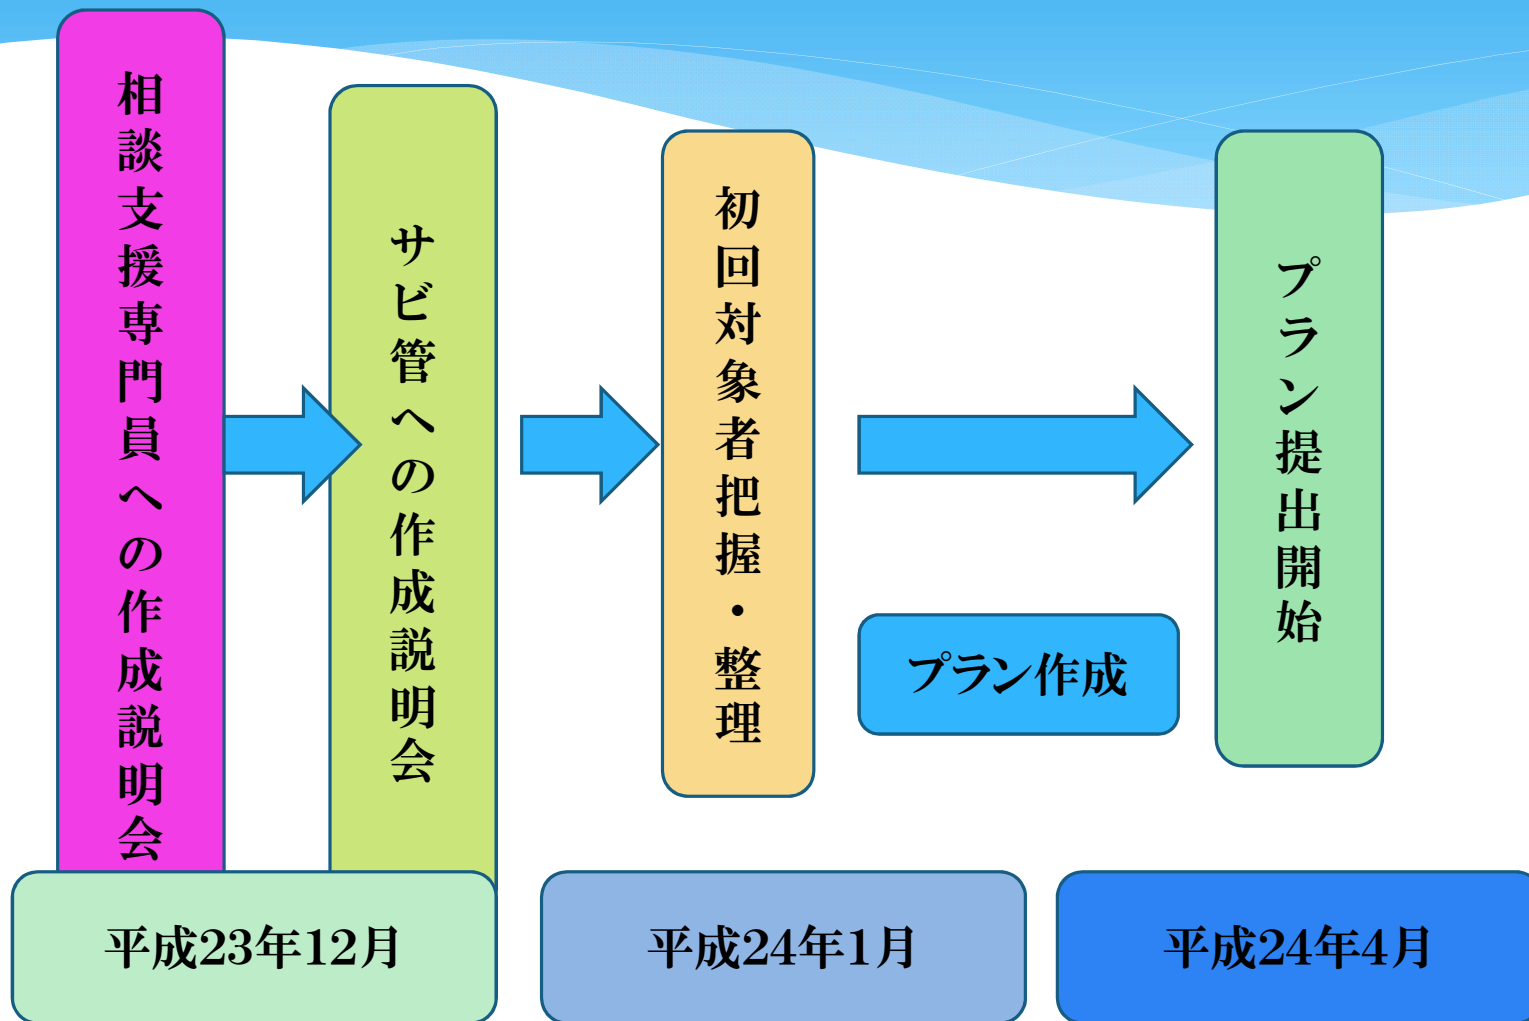 相談支援専門員への作成説明会
サビ管への作成説明会
初回対象者把握・整理
プラン作成
プラン提出開始
平成23年12月
平成24年1月
平成24年4月